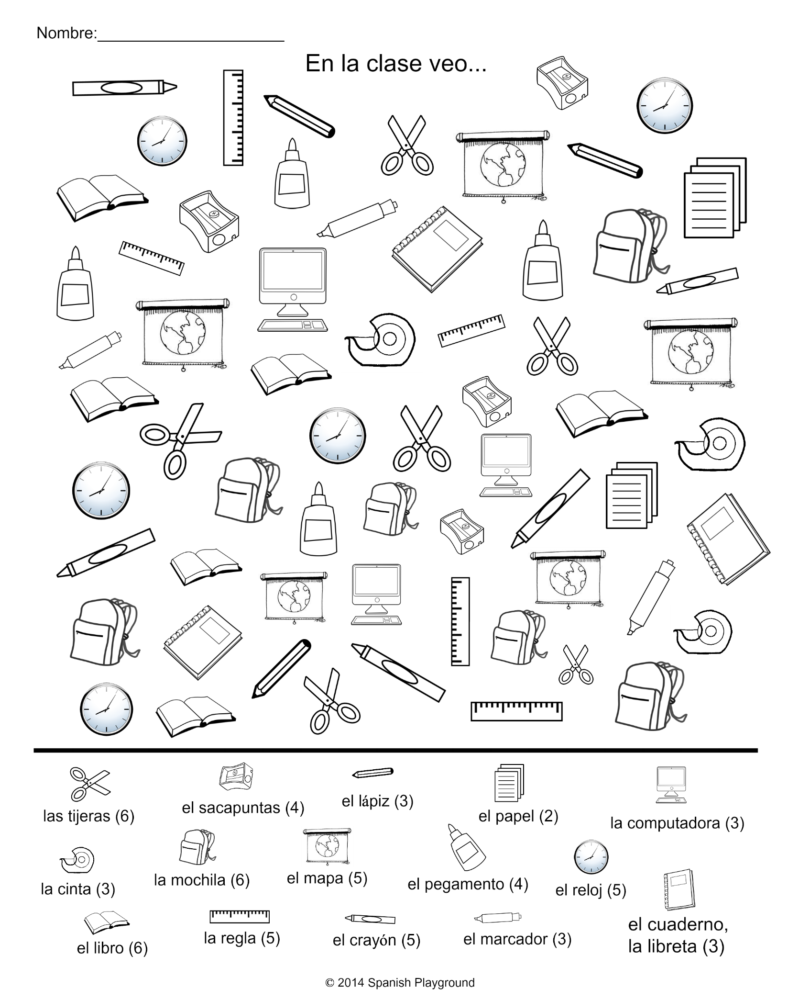 Nombre:
En la clase veo...
las tijeras (6)
el sacapuntas (4)
el lápiz (3)
el papel (2)
la computadora (3)
la cinta (3)
la mochila (6)
el mapa (5)
el pegamento (4)
el reloj (5)
el cuaderno,
la libreta (3)
el libro (6)
la regla (5)
el crayón (5)
el marcador (3)
© 2014 Spanish Playground